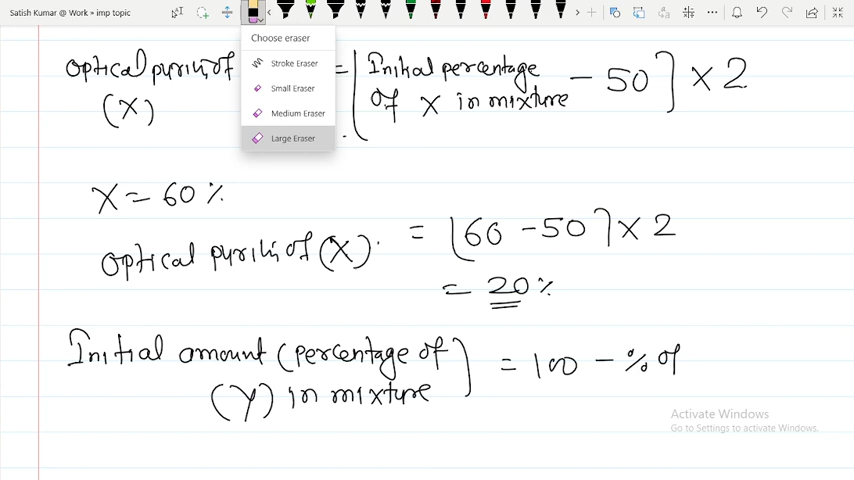 Satish Kumar @ Work » imp topic
Choose eraser
Stroke Eraser
Small Eraser
Medium Eraser
Large Eraser
Optical purity of (X) = [Initial percentage of X in mixture - 50] × 2
X = 60 %
Optical purity of (X). = [60 - 50] × 2
= 20 %
Initial amount (percentage of (Y) in mixture) = 100 - % of
Activate Windows
Go to Settings to activate Windows.